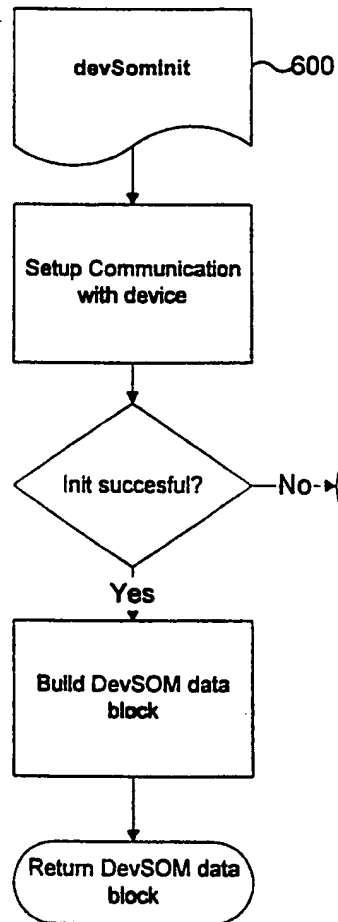 devSomInit
600
Setup Communication
with device
Init succesful?
No
Yes
Build DevSOM data
block
Return DevSOM data
block